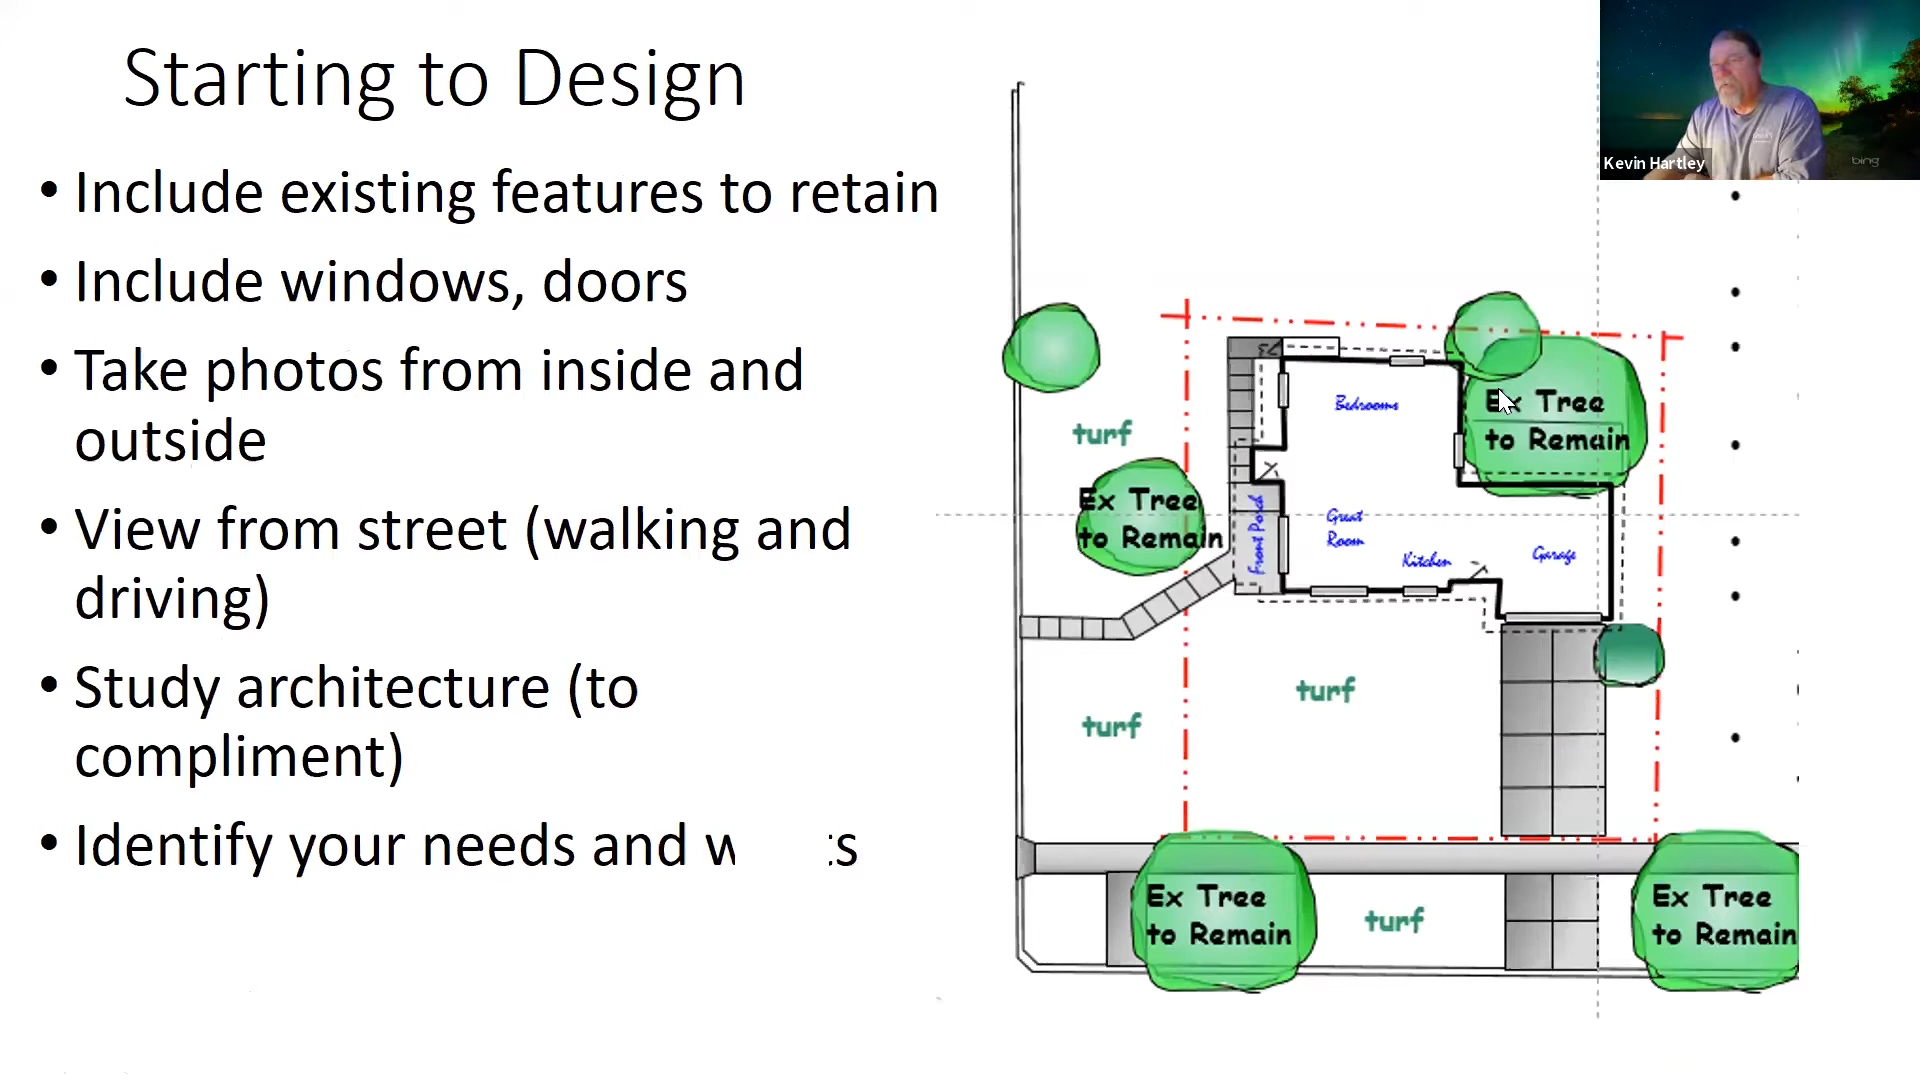 Starting to Design
• Include existing features to retain
• Include windows, doors
• Take photos from inside and
outside
• View from street (walking and
driving)
• Study architecture (to
compliment)
• Identify your needs and
Kevin Hartley
bing
turf
Ex Tree
to Remain
Bedrooms
Ex Tree
to Remain
Front Porch
Great
Room
Kitchen
Garage
turf
turf
Ex Tree
to Remain
turf
Ex Tree
to Remain